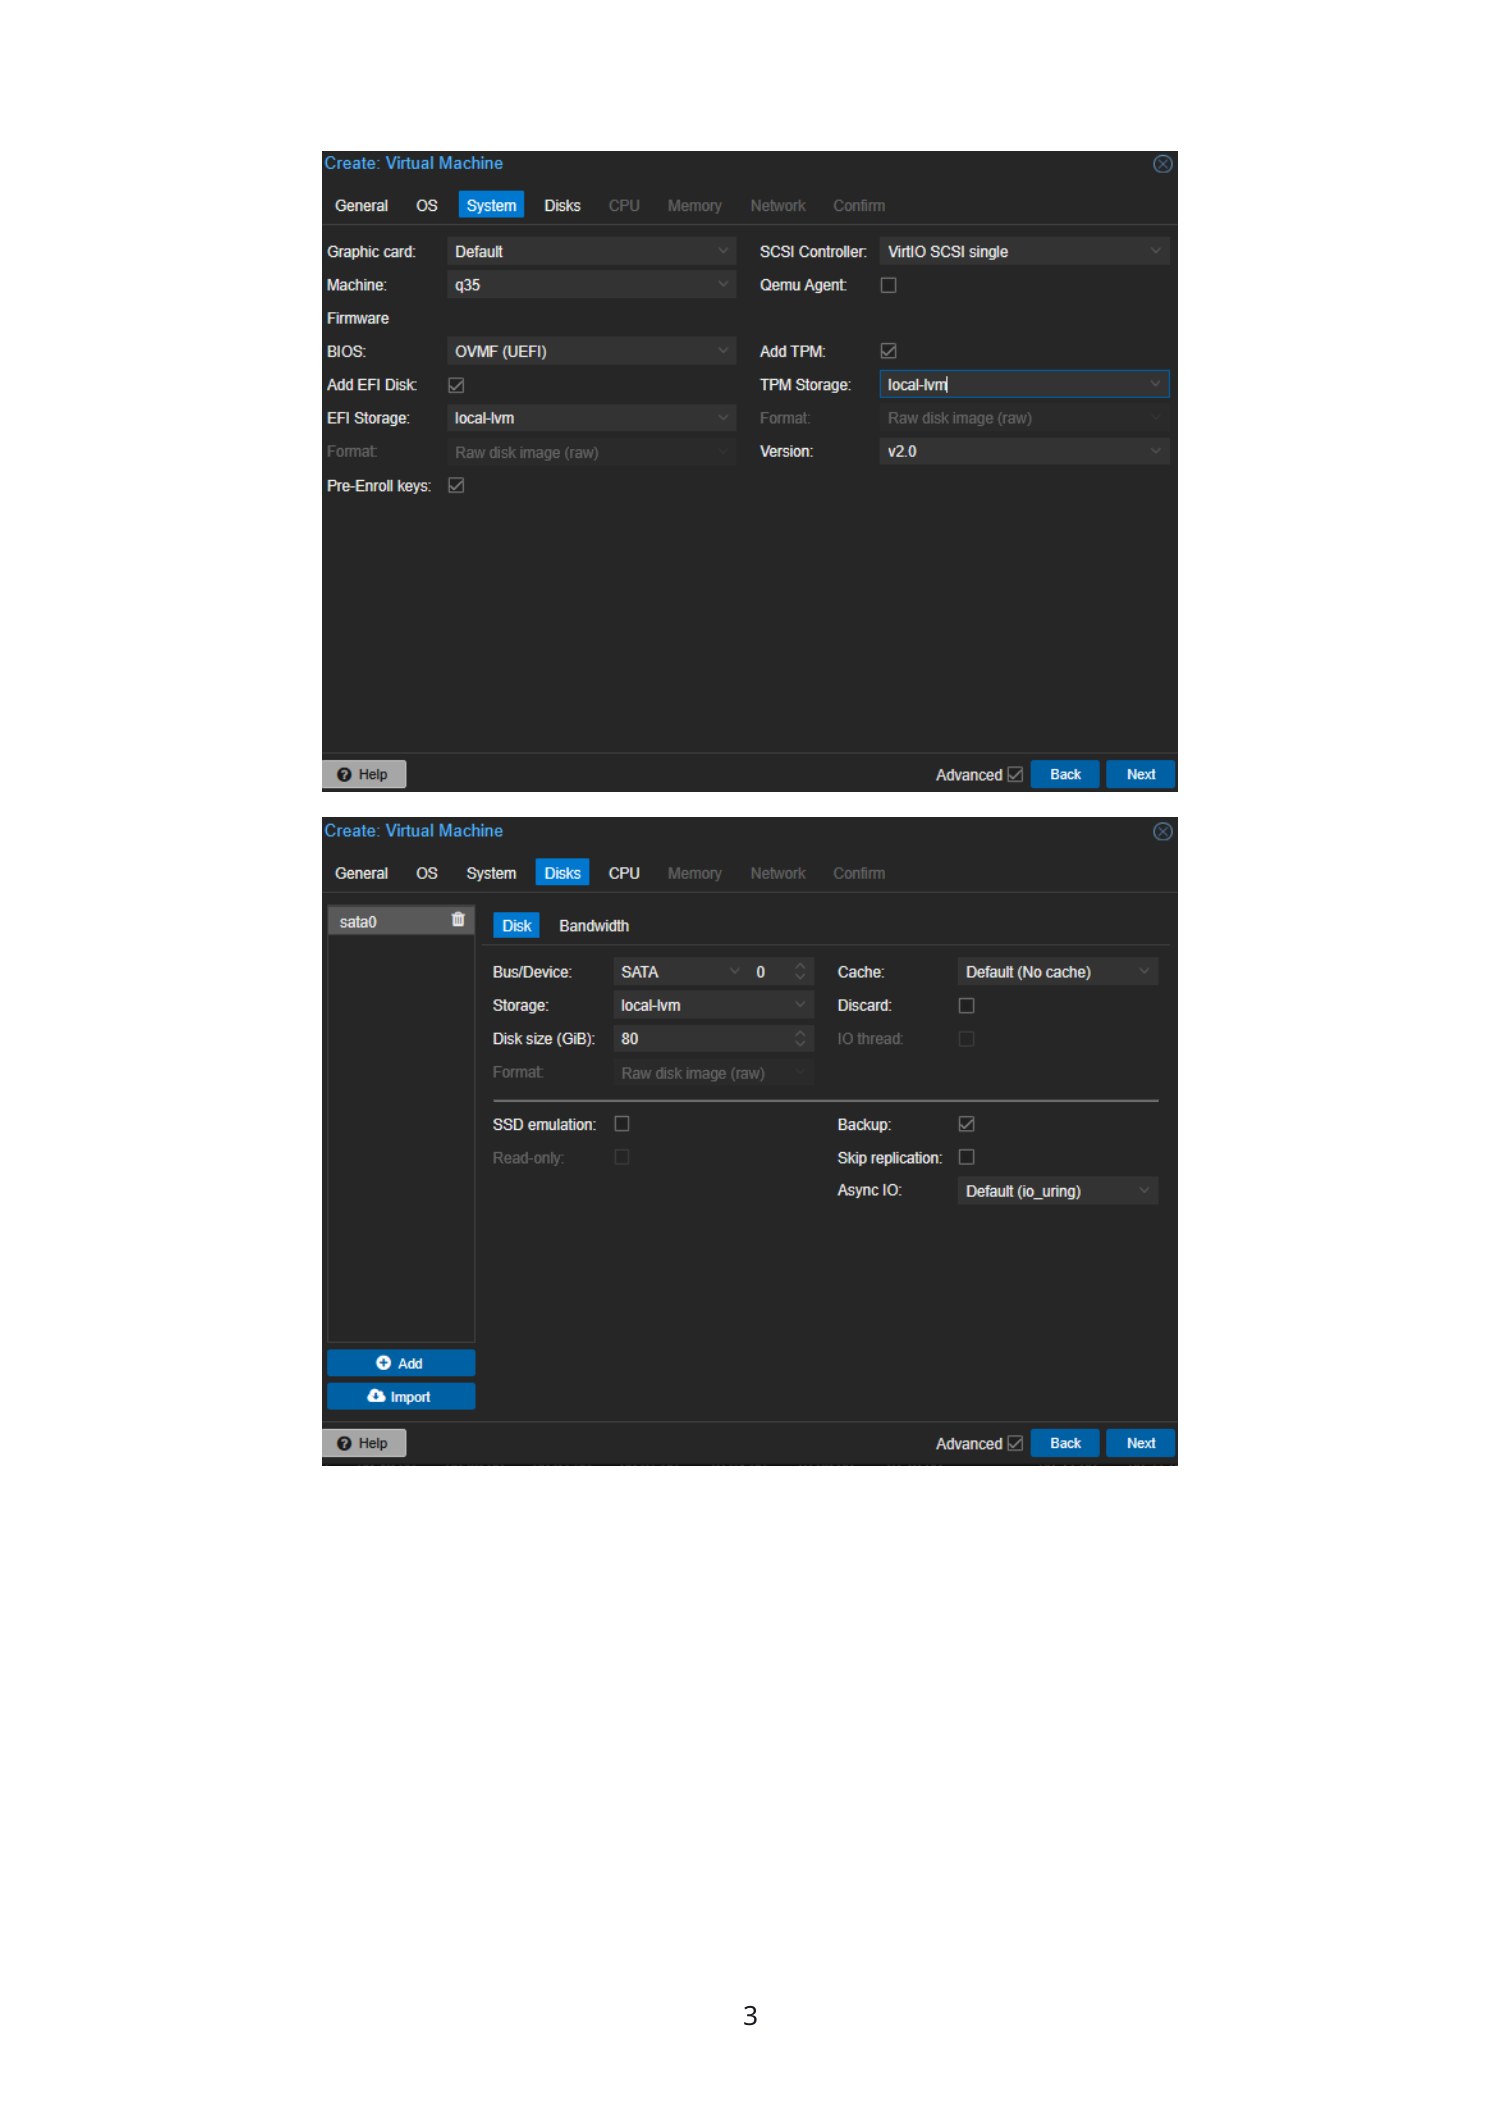 Create: Virtual Machine
General OS System Disks CPU Memory Network Confirm
Graphic card: Default SCSI Controller: VirtIO SCSI single
Machine: q35 Qemu Agent:
Firmware
BIOS: OVMF (UEFI) Add TPM:
Add EFI Disk: TPM Storage: local-lvm
EFI Storage: local-lvm Format: Raw disk image (raw)
Format: Raw disk image (raw) Version: v2.0
Pre-Enroll keys:
Help Advanced Back Next
Create: Virtual Machine
General OS System Disks CPU Memory Network Confirm
sata0 Disk Bandwidth
Bus/Device: SATA 0 Cache: Default (No cache)
Storage: local-lvm Discard:
Disk size (GiB): 80 IO thread:
Format: Raw disk image (raw)
SSD emulation: Backup:
Read-only: Skip replication:
Async IO: Default (io_uring)
Add
Import
Help Advanced Back Next
3